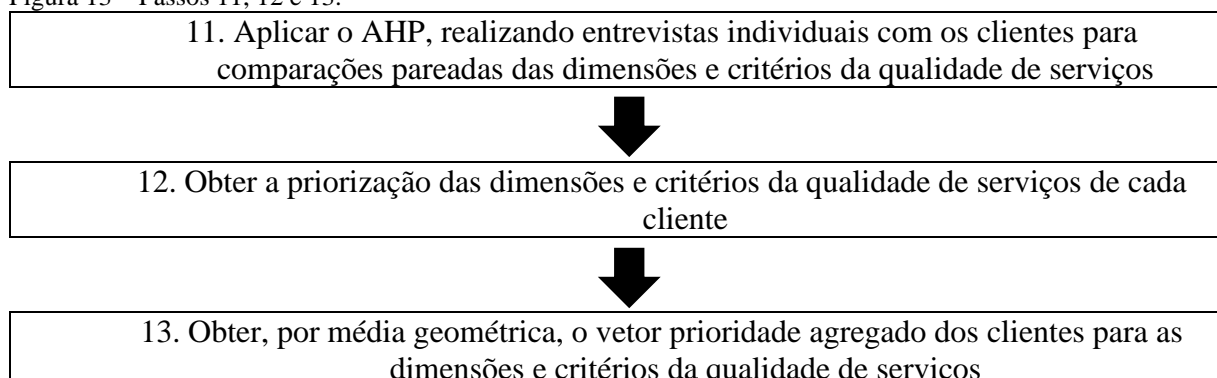 Figura 13 – Passos 11, 12 e 13.
11. Aplicar o AHP, realizando entrevistas individuais com os clientes para
comparações pareadas das dimensões e critérios da qualidade de serviços
12. Obter a priorização das dimensões e critérios da qualidade de serviços de cada
cliente
13. Obter, por média geométrica, o vetor prioridade agregado dos clientes para as
dimensões e critérios da qualidade de serviços